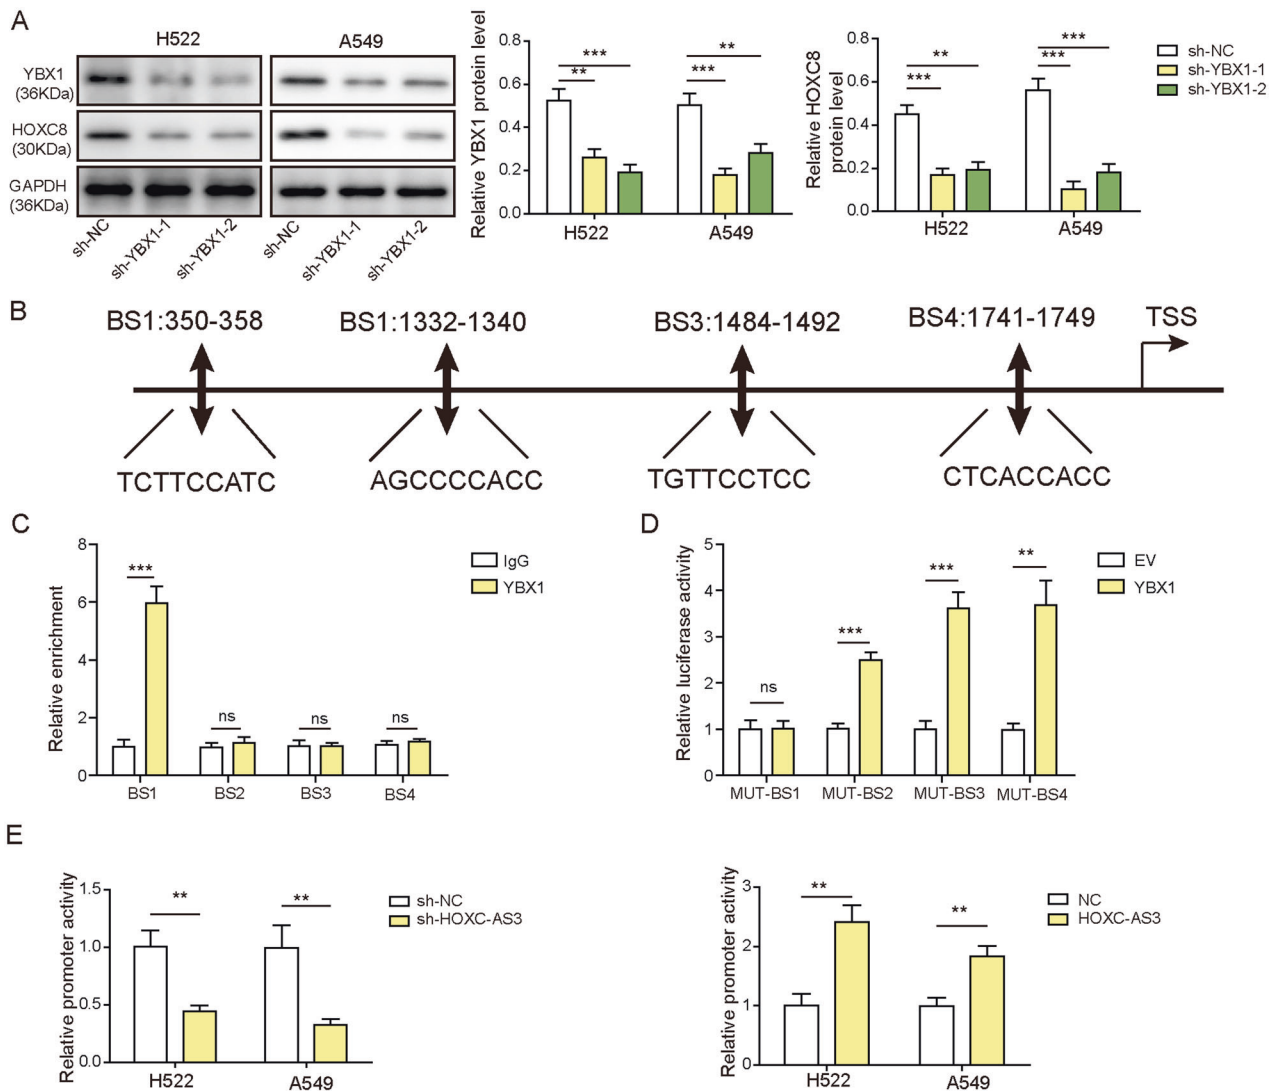 A
H522
A549
YBX1
(36KDa)
HOXC8
(30KDa)
GAPDH
(36KDa)
sh-NC
sh-YBX1-1
sh-YBX1-2
sh-NC
sh-YBX1-1
sh-YBX1-2
Relative YBX1 protein level
0.8
0.6
0.4
0.2
0.0
***
**
**
***
H522
A549
Relative HOXC8
protein level
0.8
0.6
0.4
0.2
0.0
**
***
***
***
H522
A549
sh-NC
sh-YBX1-1
sh-YBX1-2
B
BS1:350-358
BS1:1332-1340
BS3:1484-1492
BS4:1741-1749
TSS
TCTTCCATC
AGCCCCACC
TGTTCCTCC
CTCACCACC
C
Relative enrichment
8
6
4
2
0
***
ns
ns
ns
BS1
BS2
BS3
BS4
IgG
YBX1
D
Relative luciferase activity
5
4
3
2
1
0
ns
***
***
**
MUT-BS1
MUT-BS2
MUT-BS3
MUT-BS4
EV
YBX1
E
Relative promoter activity
1.5
1.0
0.5
0.0
**
**
H522
A549
sh-NC
sh-HOXC-AS3
Relative promoter activity
3
2
1
0
**
**
H522
A549
NC
HOXC-AS3